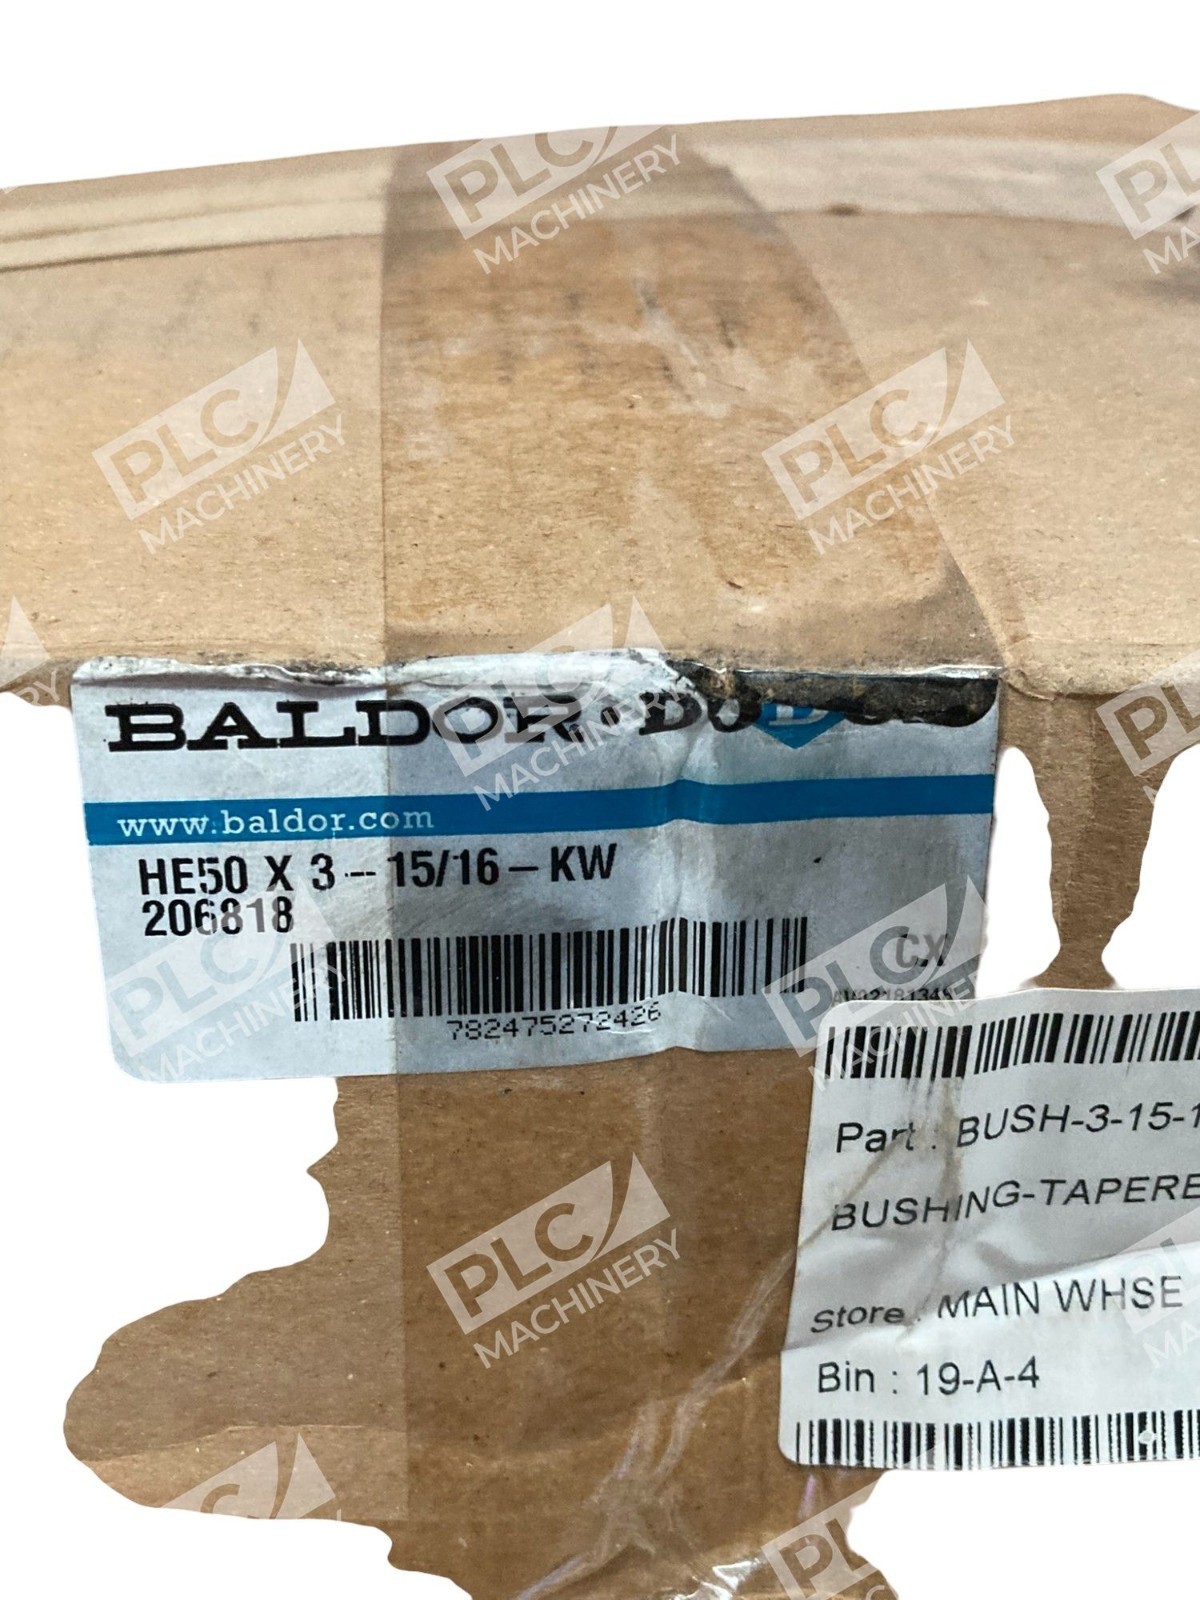 BALDOR
www.baldor.com
HE50 X 3-15/16-KW
206818
782475272426
CX
Part : BUSH-3-15-1
BUSHING-TAPERE
Store : MAIN WHSE
Bin : 19-A-4
PLC MACHINERY